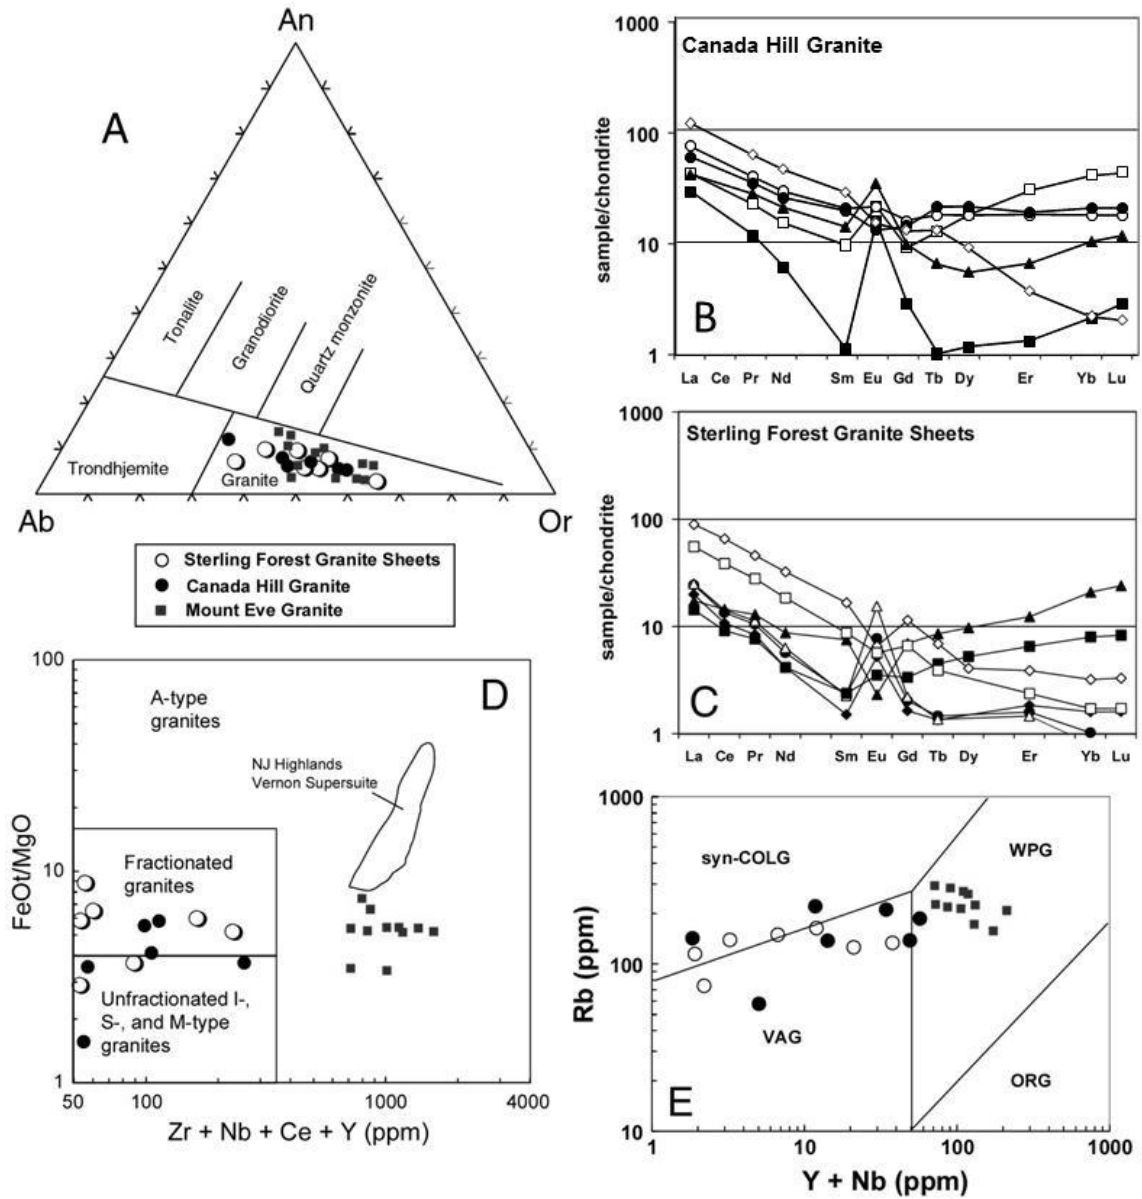 An
A
Tonalite
Granodiorite
Quartz monzonite
Trondhjemite
Granite
Ab
Or
Sterling Forest Granite Sheets
Canada Hill Granite
Mount Eve Granite
1000
100
10
1
sample/chondrite
Canada Hill Granite
B
La Ce Pr Nd Sm Eu Gd Tb Dy Er Yb Lu
1000
100
10
1
sample/chondrite
Sterling Forest Granite Sheets
C
La Ce Pr Nd Sm Eu Gd Tb Dy Er Yb Lu
100
10
1
FeOt/MgO
A-type
granites
D
NJ Highlands
Vernon Supersuite
Fractionated
granites
Unfractionated I-,
S-, and M-type
granites
50 100 1000 4000
Zr + Nb + Ce + Y (ppm)
1000
100
10
Rb (ppm)
syn-COLG
WPG
VAG
ORG
E
1 10 100 1000
Y + Nb (ppm)